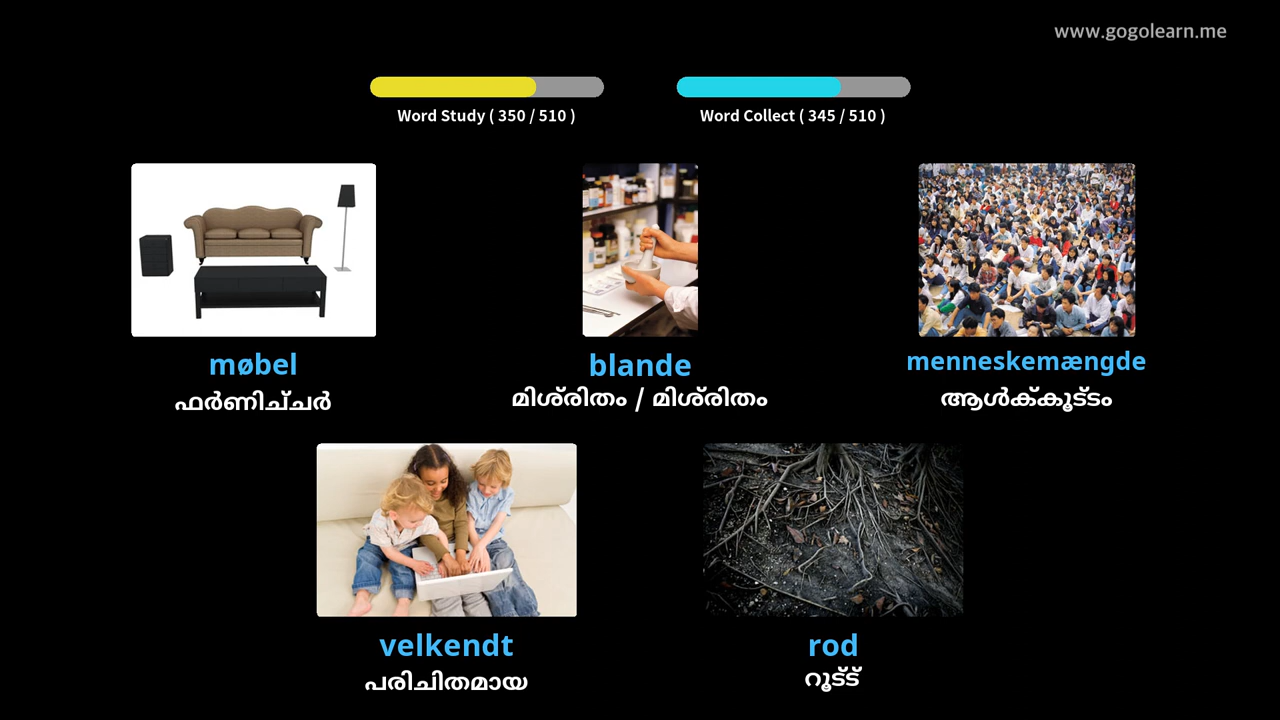 www.gogolearn.me
Word Study ( 350 / 510 )
Word Collect ( 345 / 510 )
møbel
ഫർണിച്ചർ
blande
മിശ്രിതം / മിശ്രിതം
menneskemængde
ആൾക്കൂട്ടം
velkendt
പരിചിതമായ
rod
റൂട്ട്